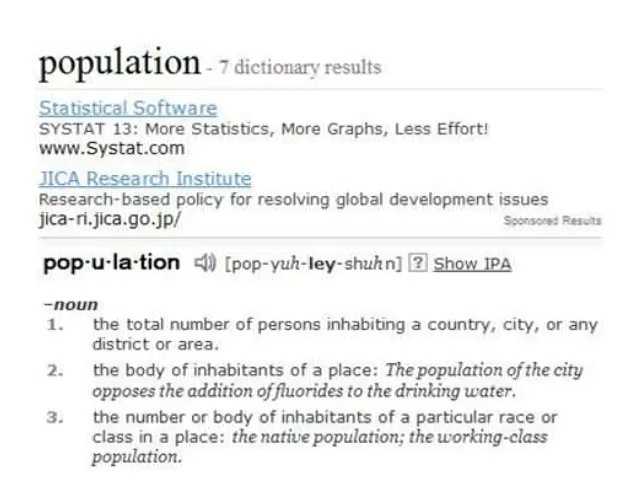 population - 7 dictionary results
Statistical Software
SYSTAT 13: More Statistics, More Graphs, Less Effort!
www.Systat.com
JICA Research Institute
Research-based policy for resolving global development issues
jica-ri.jica.go.jp/ Sponsored Results
pop·u·la·tion [pop-yuh-ley-shuhn] ? Show IPA
–noun
1. the total number of persons inhabiting a country, city, or any
district or area.
2. the body of inhabitants of a place: The population of the city
opposes the addition of fluorides to the drinking water.
3. the number or body of inhabitants of a particular race or
class in a place: the native population; the working-class
population.